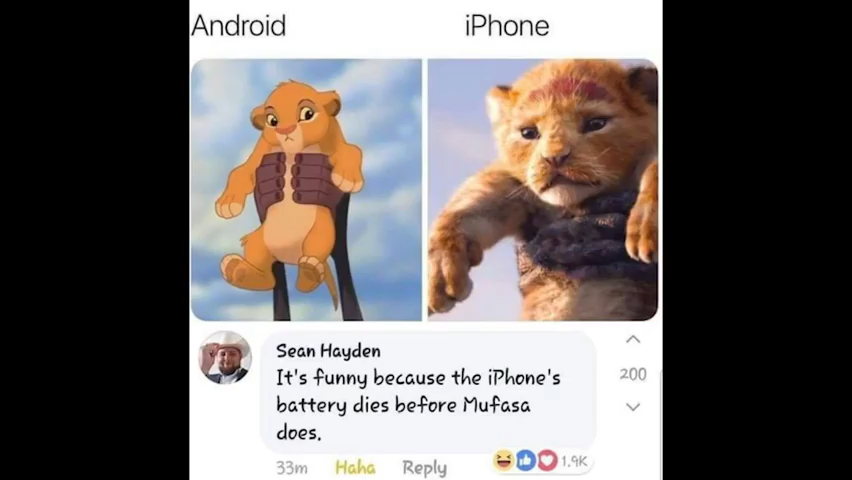 Android iPhone
Sean Hayden
It's funny because the iPhone's
battery dies before Mufasa
does.
200
33m Haha Reply 1.9K